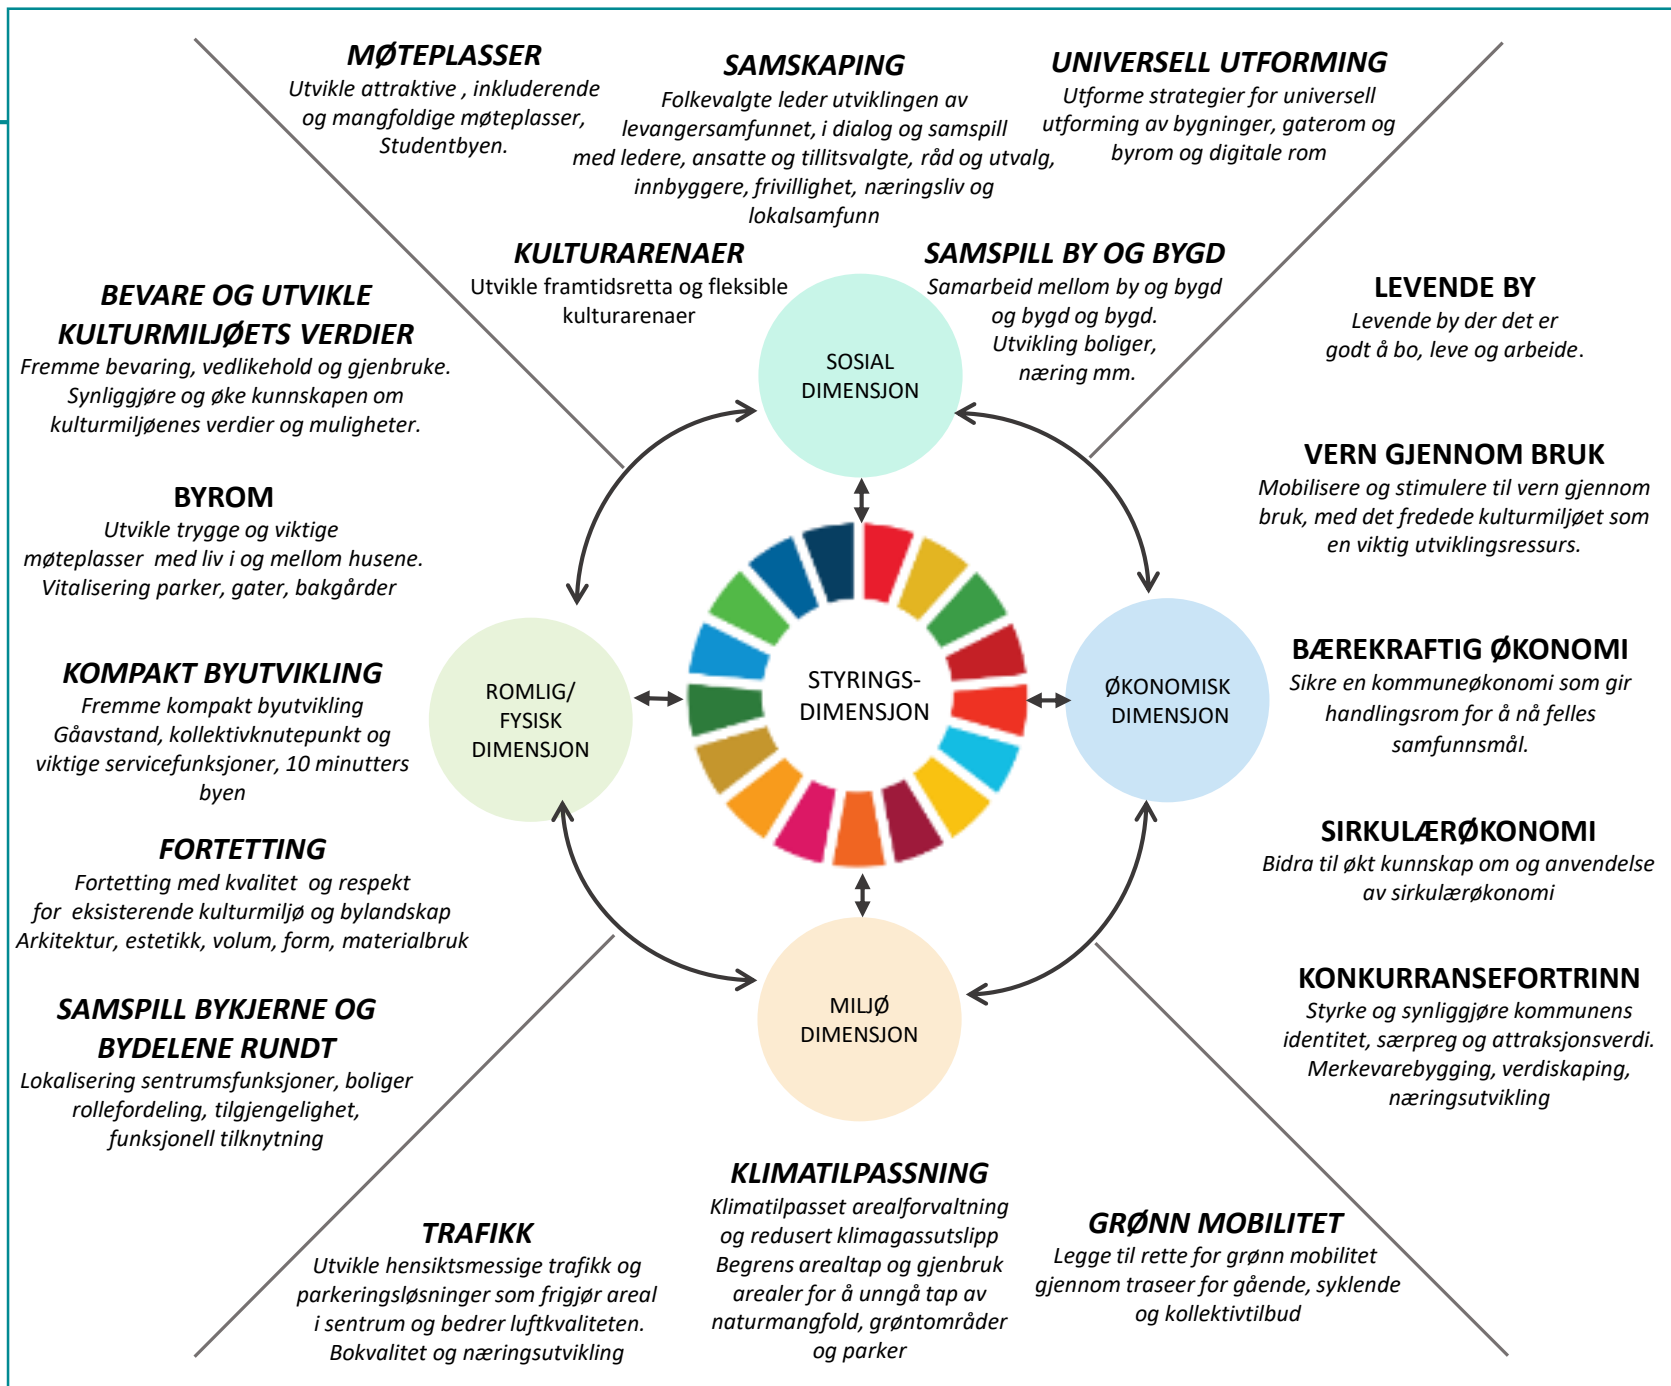 MØTEPLASSER
Utvikle attraktive , inkluderende
og mangfoldige møteplasser,
Studentbyen.
SAMSKAPING
Folkevalgte leder utviklingen av
levangersamfunnet, i dialog og samspill
med ledere, ansatte og tillitsvalgte, råd og utvalg,
innbyggere, frivillighet, næringsliv og
lokalsamfunn
UNIVERSELL UTFORMING
Utforme strategier for universell
utforming av bygninger, gaterom og
byrom og digitale rom
KULTURARENAER
Utvikle framtidsretta og fleksible
kulturarenaer
SAMSPILL BY OG BYGD
Samarbeid mellom by og bygd
og bygd og bygd.
Utvikling boliger,
næring mm.
BEVARE OG UTVIKLE
KULTURMILJØETS VERDIER
Fremme bevaring, vedlikehold og gjenbruke.
Synliggjøre og øke kunnskapen om
kulturmiljøenes verdier og muligheter.
BYROM
Utvikle trygge og viktige
møteplasser med liv i og mellom husene.
Vitalisering parker, gater, bakgårder
KOMPAKT BYUTVIKLING
Fremme kompakt byutvikling
Gåavstand, kollektivknutepunkt og
viktige servicefunksjoner, 10 minutters
byen
FORTETTING
Fortetting med kvalitet og respekt
for eksisterende kulturmiljø og bylandskap
Arkitektur, estetikk, volum, form, materialbruk
SAMSPILL BYKJERNE OG
BYDELENE RUNDT
Lokalisering sentrumsfunksjoner, boliger
rollefordeling, tilgjengelighet,
funksjonell tilknytning
SOSIAL
DIMENSJON
ROMLIG/
FYSISK
DIMENSJON
STYRINGS-
DIMENSJON
ØKONOMISK
DIMENSJON
MILJØ
DIMENSJON
LEVENDE BY
Levende by der det er
godt å bo, leve og arbeide.
VERN GJENNOM BRUK
Mobilisere og stimulere til vern gjennom
bruk, med det fredede kulturmiljøet som
en viktig utviklingsressurs.
BÆREKRAFTIG ØKONOMI
Sikre en kommuneøkonomi som gir
handlingsrom for å nå felles
samfunnsmål.
SIRKULÆRØKONOMI
Bidra til økt kunnskap om og anvendelse
av sirkulærøkonomi
KONKURRANSEFORTRINN
Styrke og synliggjøre kommunens
identitet, særpreg og attraksjonsverdi.
Merkevarebygging, verdiskaping,
næringsutvikling
TRAFIKK
Utvikle hensiktsmessige trafikk og
parkeringsløsninger som frigjør areal
i sentrum og bedrer luftkvaliteten.
Bokvalitet og næringsutvikling
KLIMATILPASSNING
Klimatilpasset arealforvaltning
og redusert klimagassutslipp
Begrens arealtap og gjenbruk
arealer for å unngå tap av
naturmangfold, grøntområder
og parker
GRØNN MOBILITET
Legge til rette for grønn mobilitet
gjennom traseer for gående, syklende
og kollektivtilbud